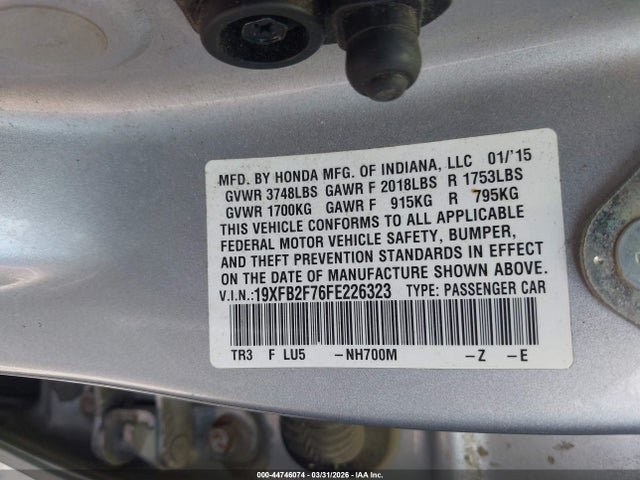 MFD. BY HONDA MFG. OF INDIANA, LLC 01/'15
GVWR 3748LBS GAWR F 2018LBS R 1753LBS
GVWR 1700KG GAWR F 915KG R 795KG
THIS VEHICLE CONFORMS TO ALL APPLICABLE
FEDERAL MOTOR VEHICLE SAFETY, BUMPER,
AND THEFT PREVENTION STANDARDS IN EFFECT
ON THE DATE OF MANUFACTURE SHOWN ABOVE.
V.I.N.:19XFB2F76FE226323 TYPE: PASSENGER CAR
TR3 F LU5 -NH700M -Z -E
000-44746074 - 03/31/2026 - IAA Inc.